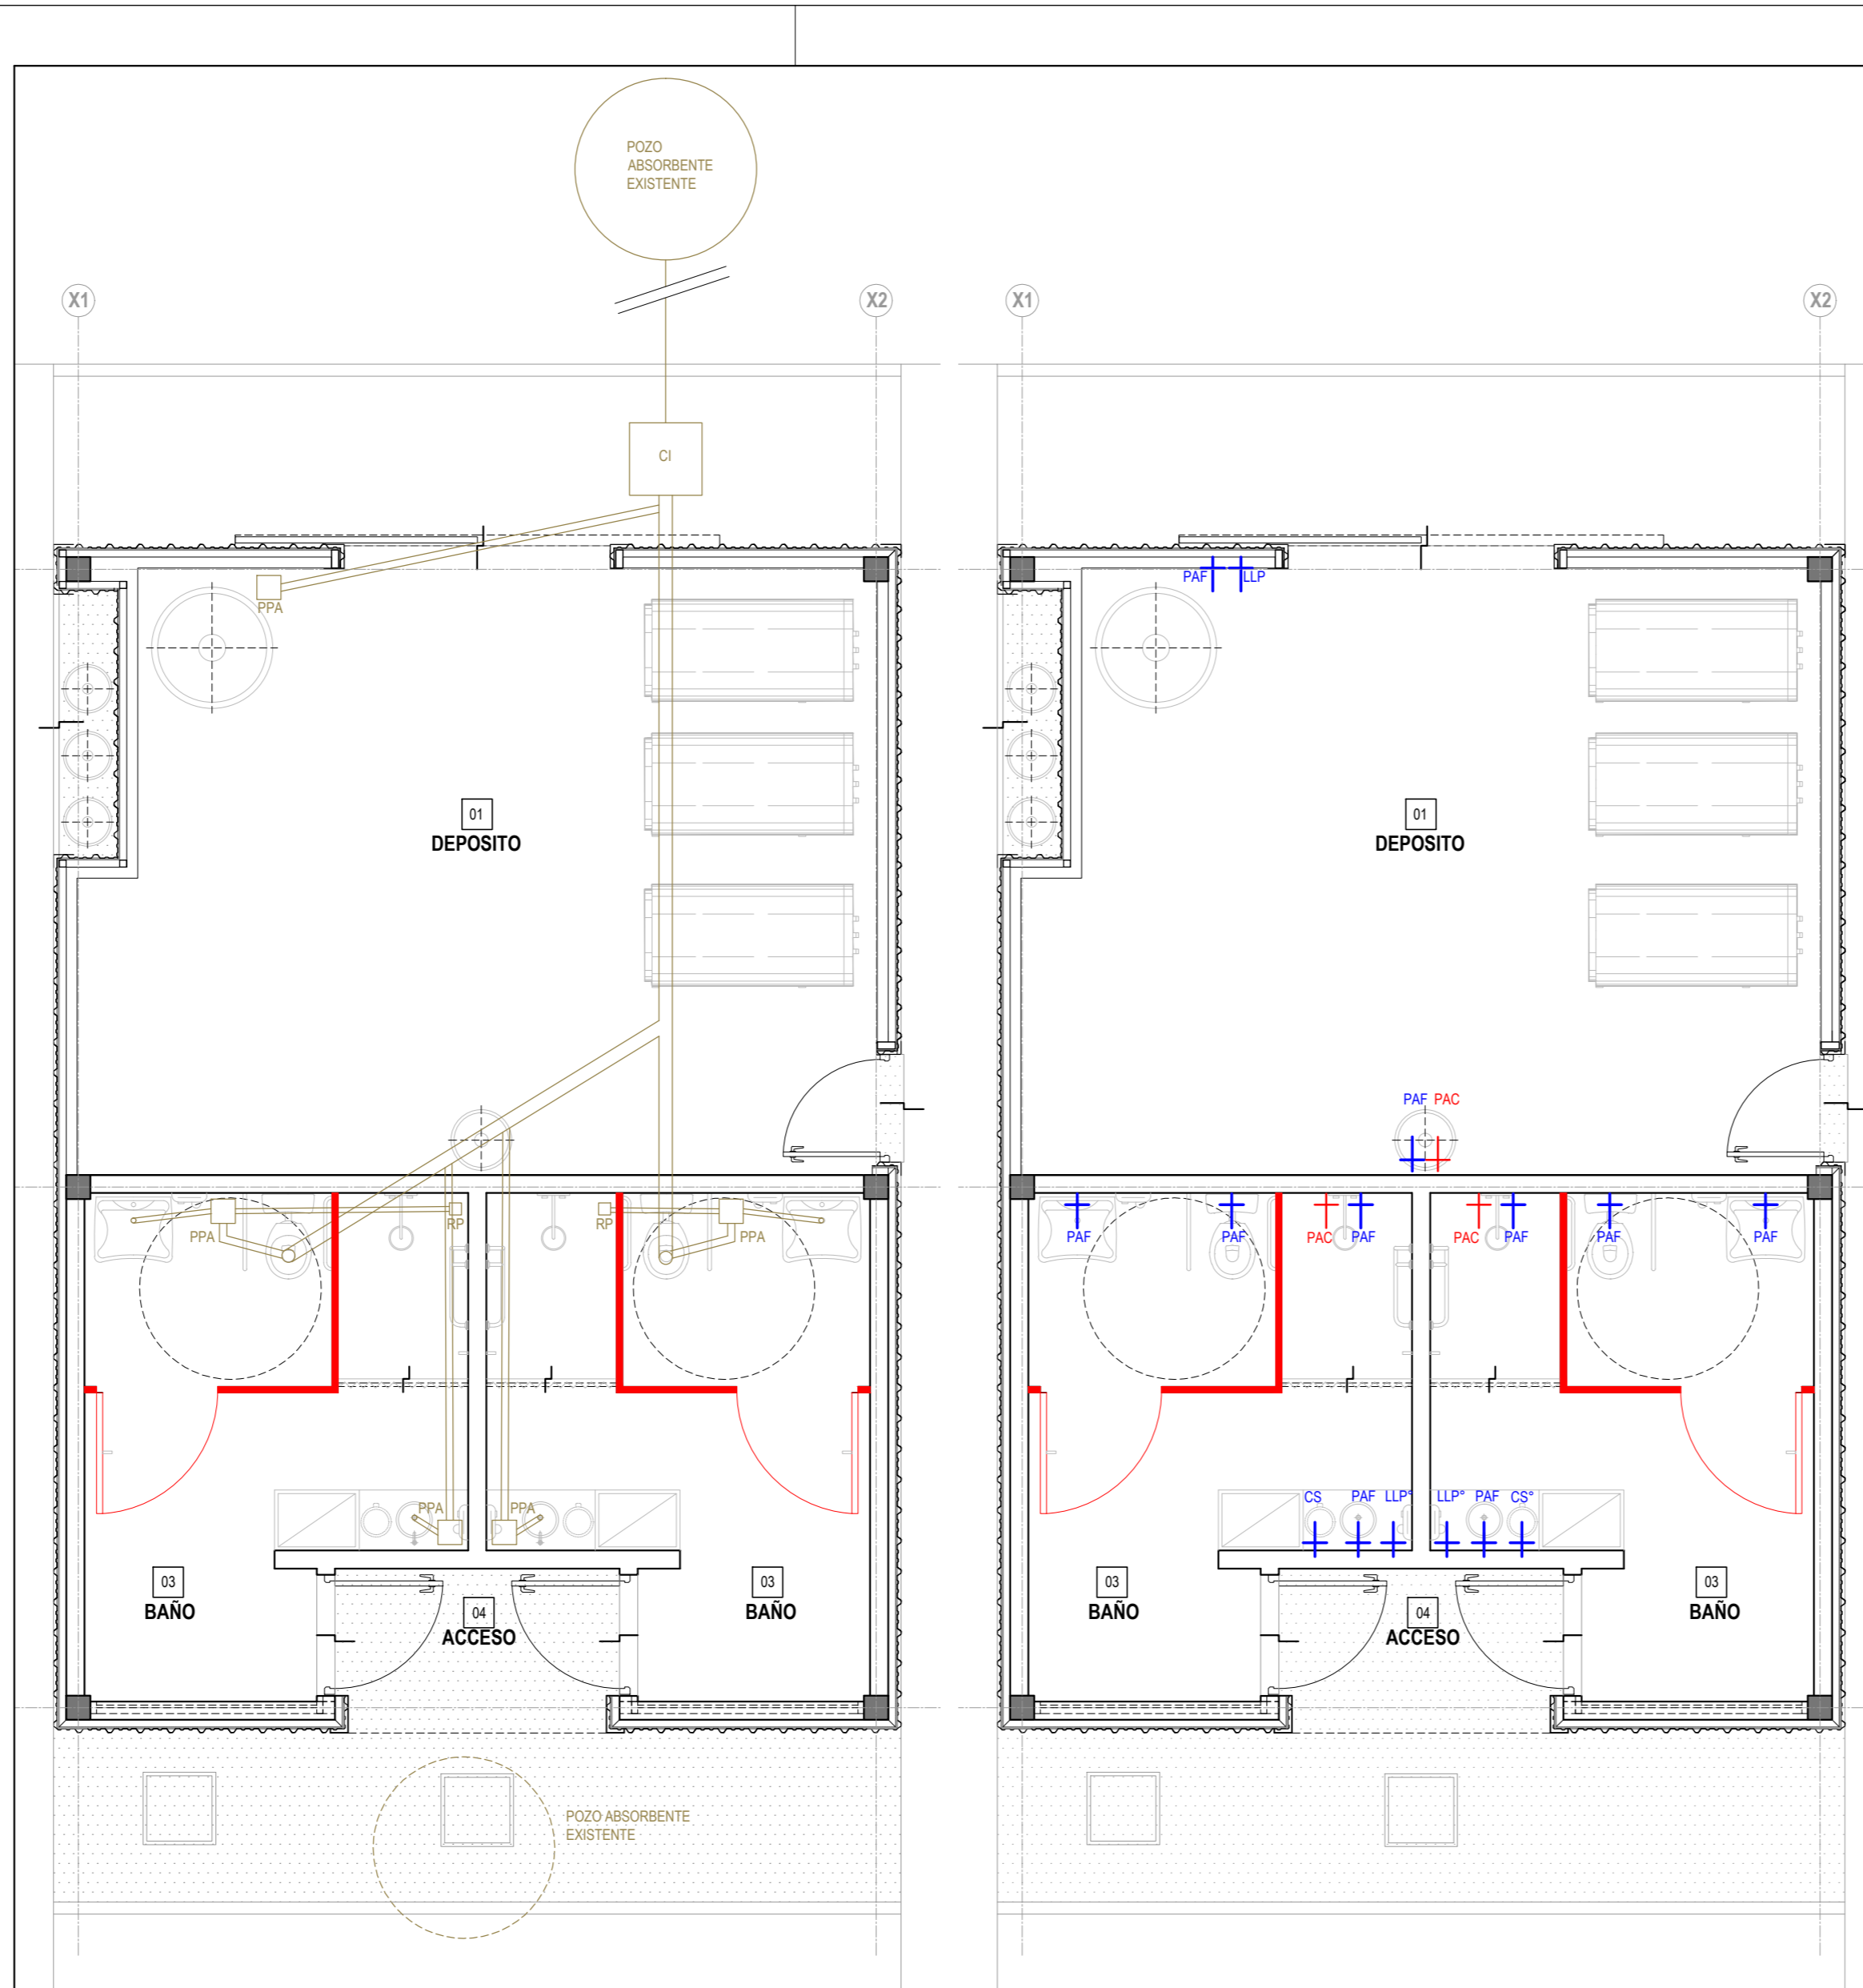 POZO
ABSORBENTE
EXISTENTE
X1
X2
X1
X2
CI
PPA
PAF
LLP
01
DEPOSITO
01
DEPOSITO
PAF
PAC
PPA
RP
RP
PPA
PAF
PAF
PAC
PAF
PAC
PAF
PAF
PAF
PPA
PPA
CS
PAF
LLP°
LLP°
PAF
CS°
03
BAÑO
04
ACCESO
03
BAÑO
03
BAÑO
04
ACCESO
03
BAÑO
POZO ABSORBENTE
EXISTENTE